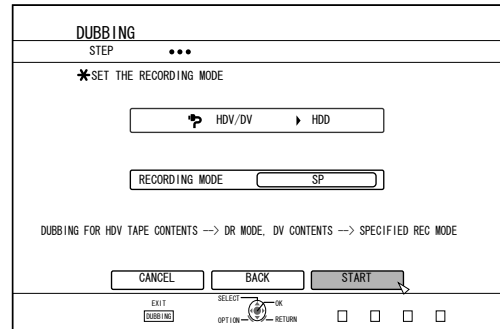 DUBBING
STEP
*SET THE RECORDING MODE
HDV/DV ▸ HDD
RECORDING MODE SP
DUBBING FOR HDV TAPE CONTENTS --> DR MODE, DV CONTENTS --> SPECIFIED REC MODE
CANCEL BACK START
EXIT
DUBBING
SELECT
OK
OPTION
RETURN